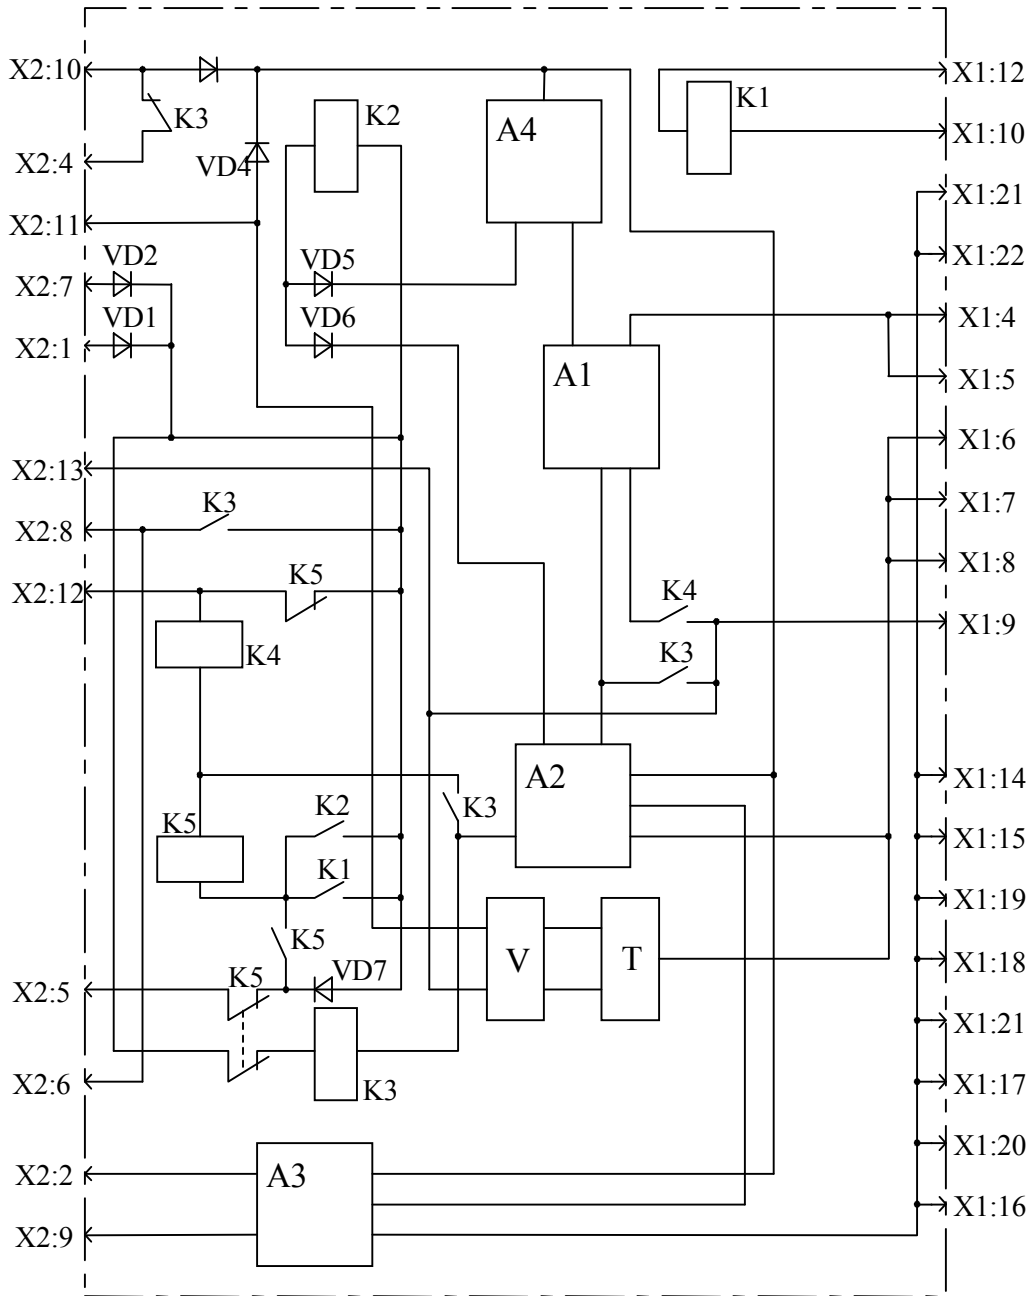 X2:10
X1:12
K3
K2
A4
K1
X1:10
X2:4
VD4
X1:21
X2:11
X1:22
VD2
VD5
X2:7
X1:4
VD1
VD6
X2:1
A1
X1:5
X1:6
X2:13
X1:7
K3
X2:8
X1:8
K5
X2:12
K4
X1:9
K4
K3
A2
X1:14
K2
K3
K5
X1:15
K1
X1:19
K5
V
T
X1:18
VD7
K5
X2:5
X1:21
X2:6
K3
X1:17
X1:20
A3
X2:2
X1:16
X2:9